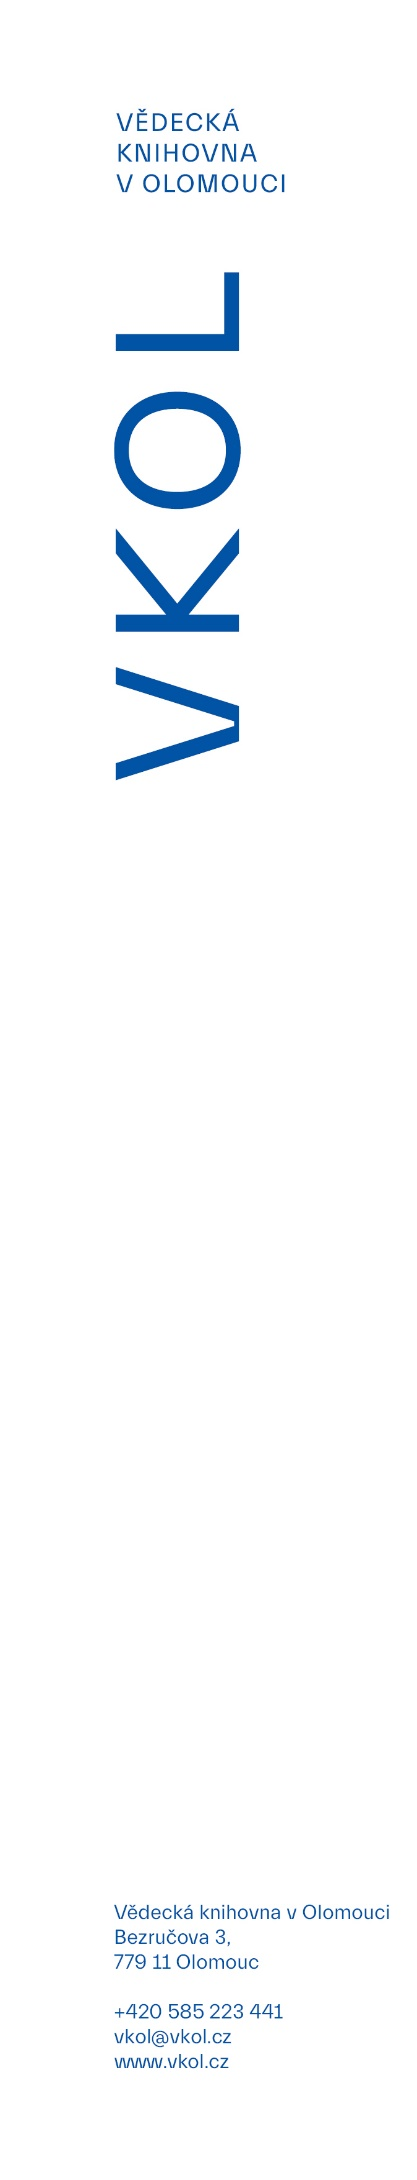 VĚDECKÁ
KNIHOVNA
V OLOMOUCI
VKOL
Vědecká knihovna v Olomouci
Bezručova 3,
779 11 Olomouc
+420 585 223 441
vkol@vkol.cz
www.vkol.cz